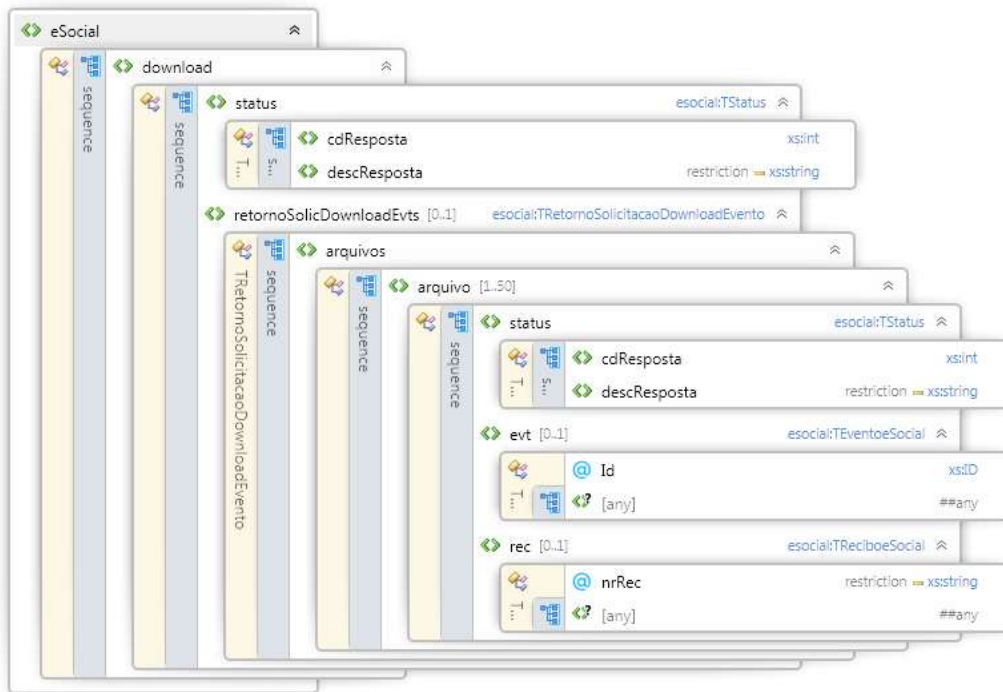 eSocial
download
sequence
status esocial:TStatus
sequence
cdResposta xs:int
T... s...
descResposta restriction xs:string
retornoSolicDownloadEvts [0..1] esocial:TRetornoSolicitacaoDownloadEvento
arquivos
TRetornoSolicitacaoDownloadEvento
sequence
arquivo [1..50]
sequence
status esocial:TStatus
sequence
cdResposta xs:int
T... s...
descResposta restriction xs:string
evt [0..1] esocial:TEventoeSocial
@ Id xs:ID
T...
? [any] ##any
rec [0..1] esocial:TReciboeSocial
@ nrRec restriction xs:string
T...
? [any] ##any